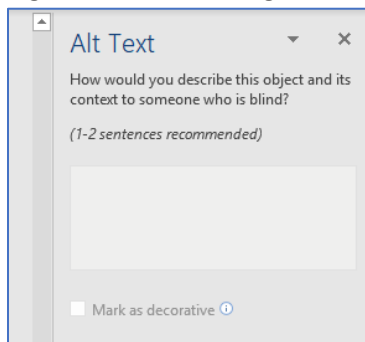 Alt Text
How would you describe this object and its
context to someone who is blind?
(1-2 sentences recommended)
Mark as decorative